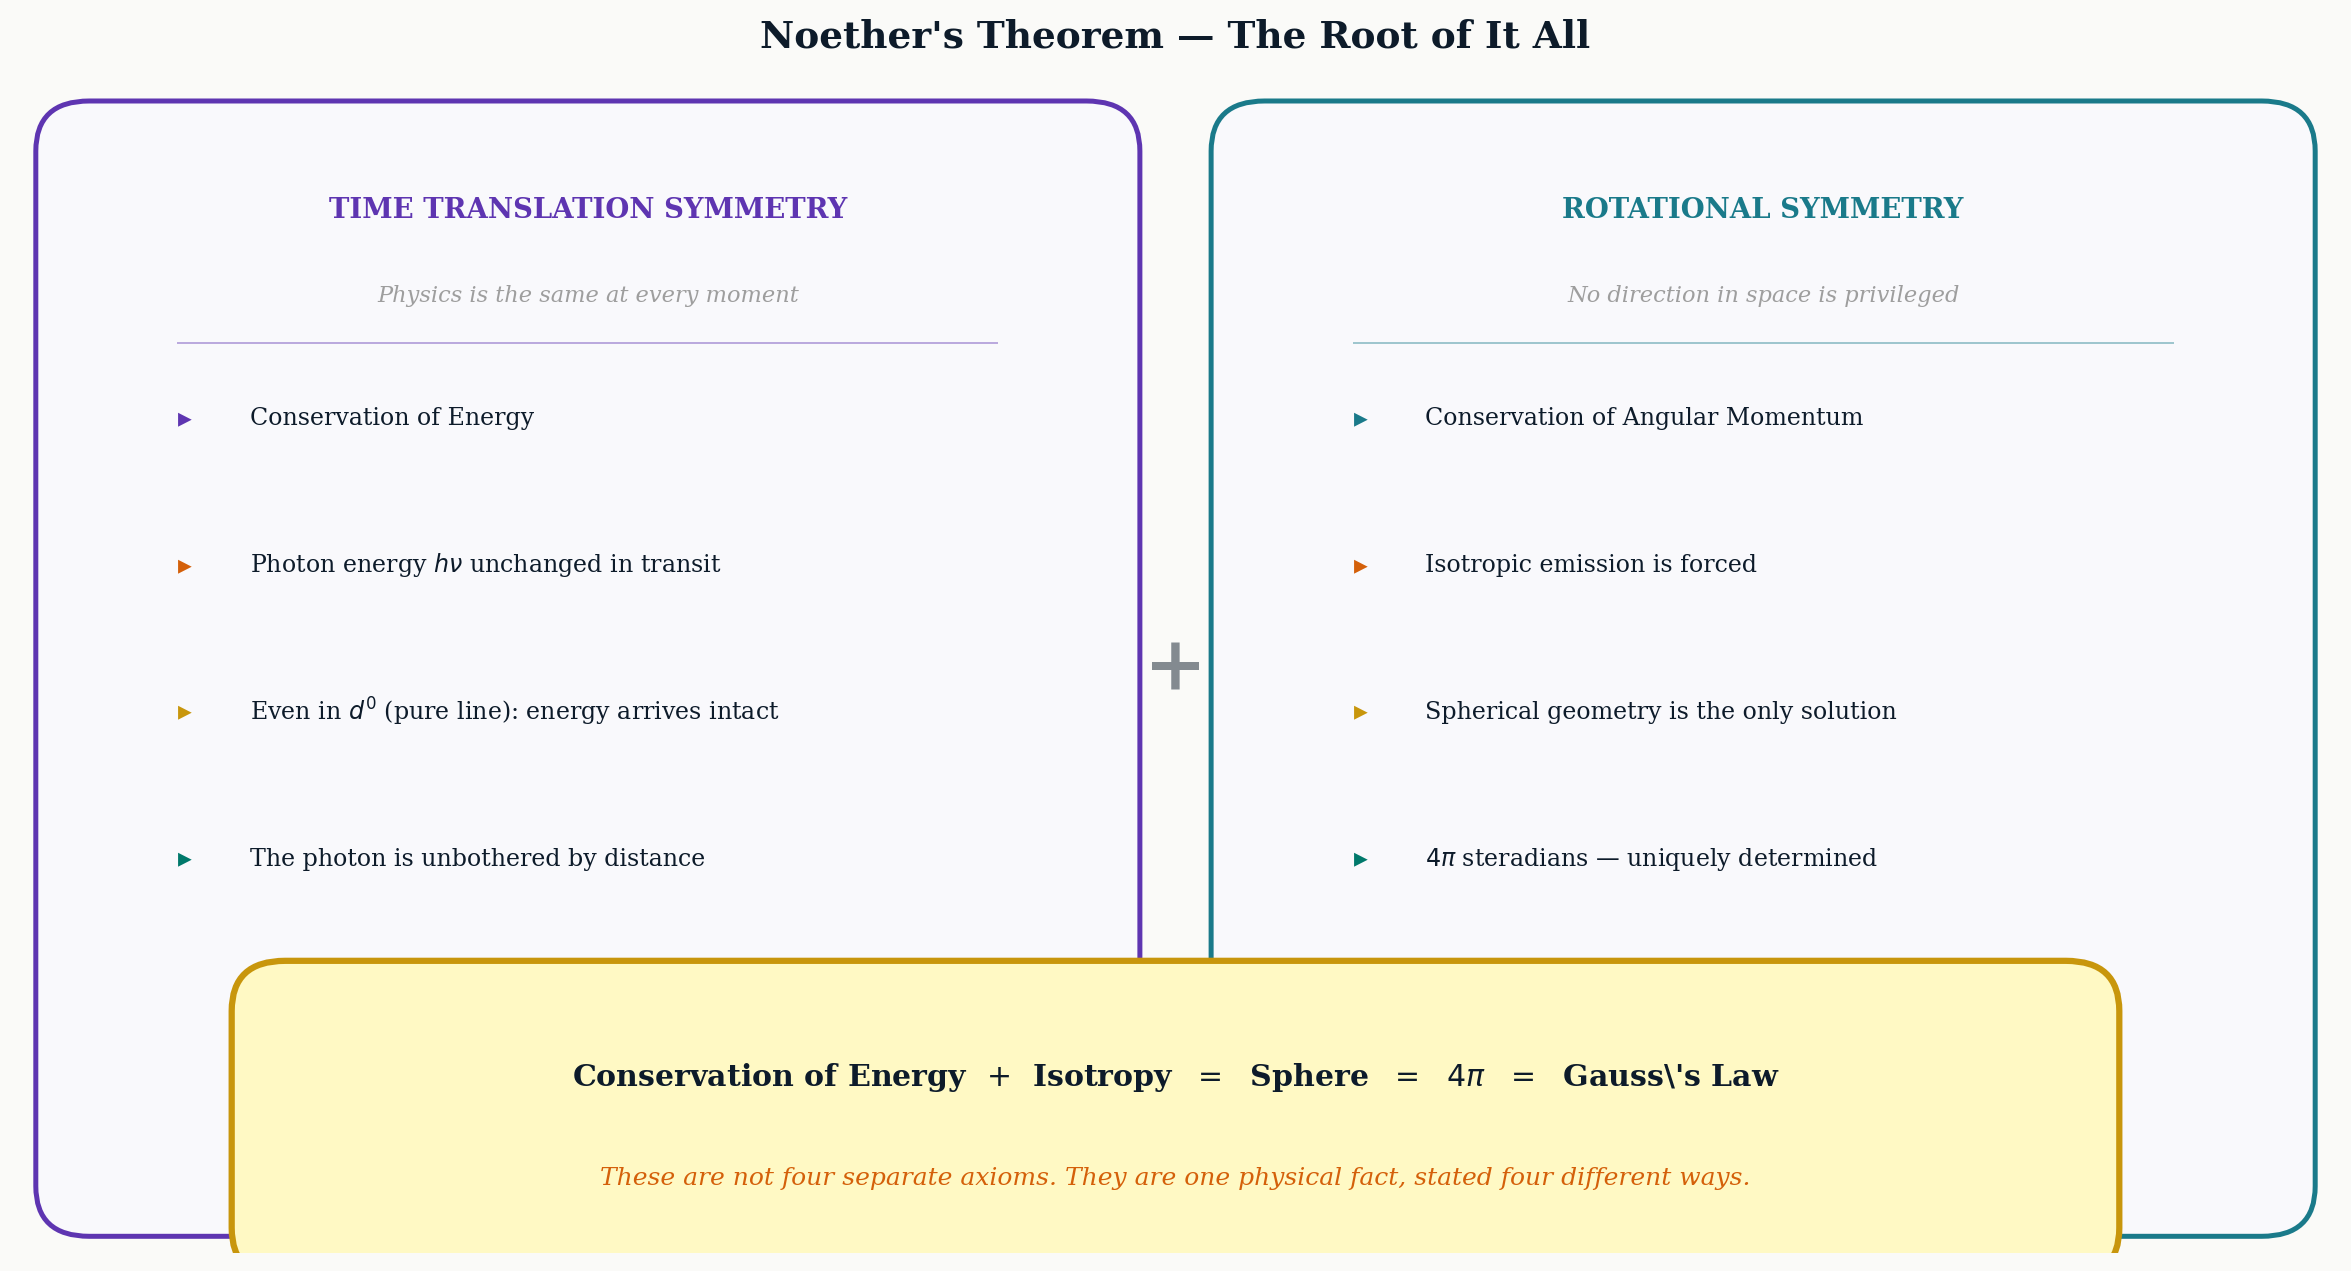 Noether's Theorem — The Root of It All
TIME TRANSLATION SYMMETRY
Physics is the same at every moment
▶ Conservation of Energy
▶ Photon energy hν unchanged in transit
▶ Even in d⁰ (pure line): energy arrives intact
▶ The photon is unbothered by distance
+
ROTATIONAL SYMMETRY
No direction in space is privileged
▶ Conservation of Angular Momentum
▶ Isotropic emission is forced
▶ Spherical geometry is the only solution
▶ 4π steradians — uniquely determined
Conservation of Energy + Isotropy = Sphere = 4π = Gauss\'s Law
These are not four separate axioms. They are one physical fact, stated four different ways.